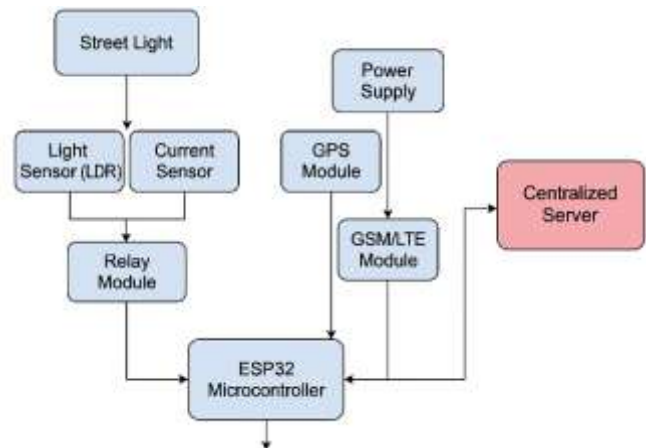 Street Light
Power
Supply
Light
Sensor (LDR)
Current
Sensor
GPS
Module
Centralized
Server
GSM/LTE
Module
Relay
Module
ESP32
Microcontroller